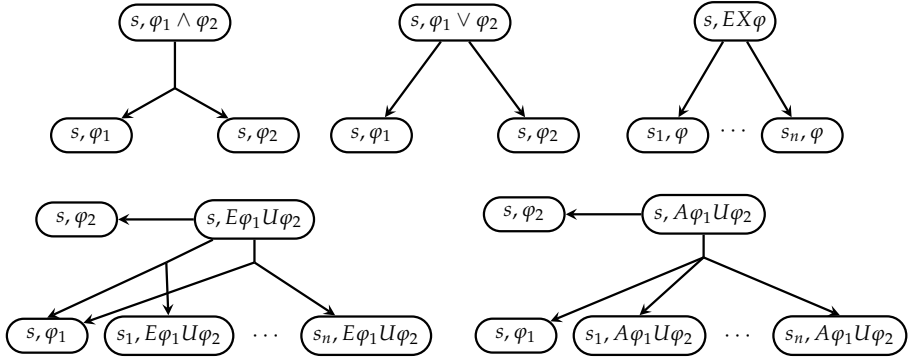 s, φ₁ ∧ φ₂ s, φ₁ ∨ φ₂ s, EXφ
s, φ₁ s, φ₂ s, φ₁ s, φ₂ s₁, φ ··· sₙ, φ
s, φ₂ s, Eφ₁Uφ₂ s, φ₂ s, Aφ₁Uφ₂
s, φ₁ s₁, Eφ₁Uφ₂ ··· sₙ, Eφ₁Uφ₂ s, φ₁ s₁, Aφ₁Uφ₂ ··· sₙ, Aφ₁Uφ₂